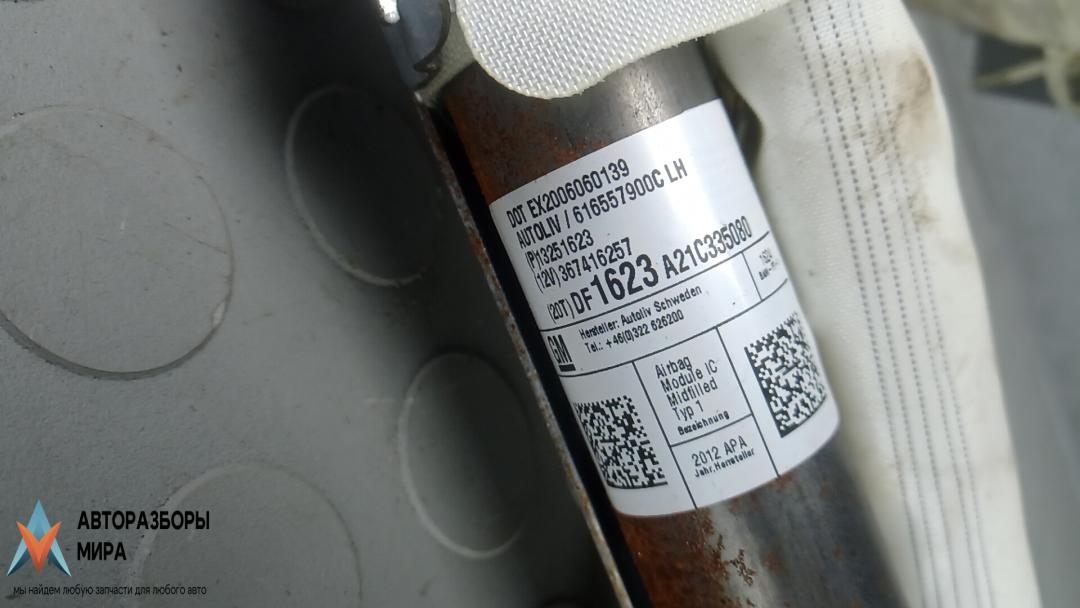 DOT EX2006060139
AUTOLIV / 616557900C LH
(P)13251623
(12V) 367416257
(20T) DF1623 A21C335080
GM
Hersteller: Autoliv Schweden
Tel.: +46(0)322 626200
Airbag
Module IC
Midfilled
Typ 1
Bezeichnung
2012 APA
Jahr, Hersteller
АВТОРАЗБОРЫ
МИРА
мы найдем любую запчасти для любого авто